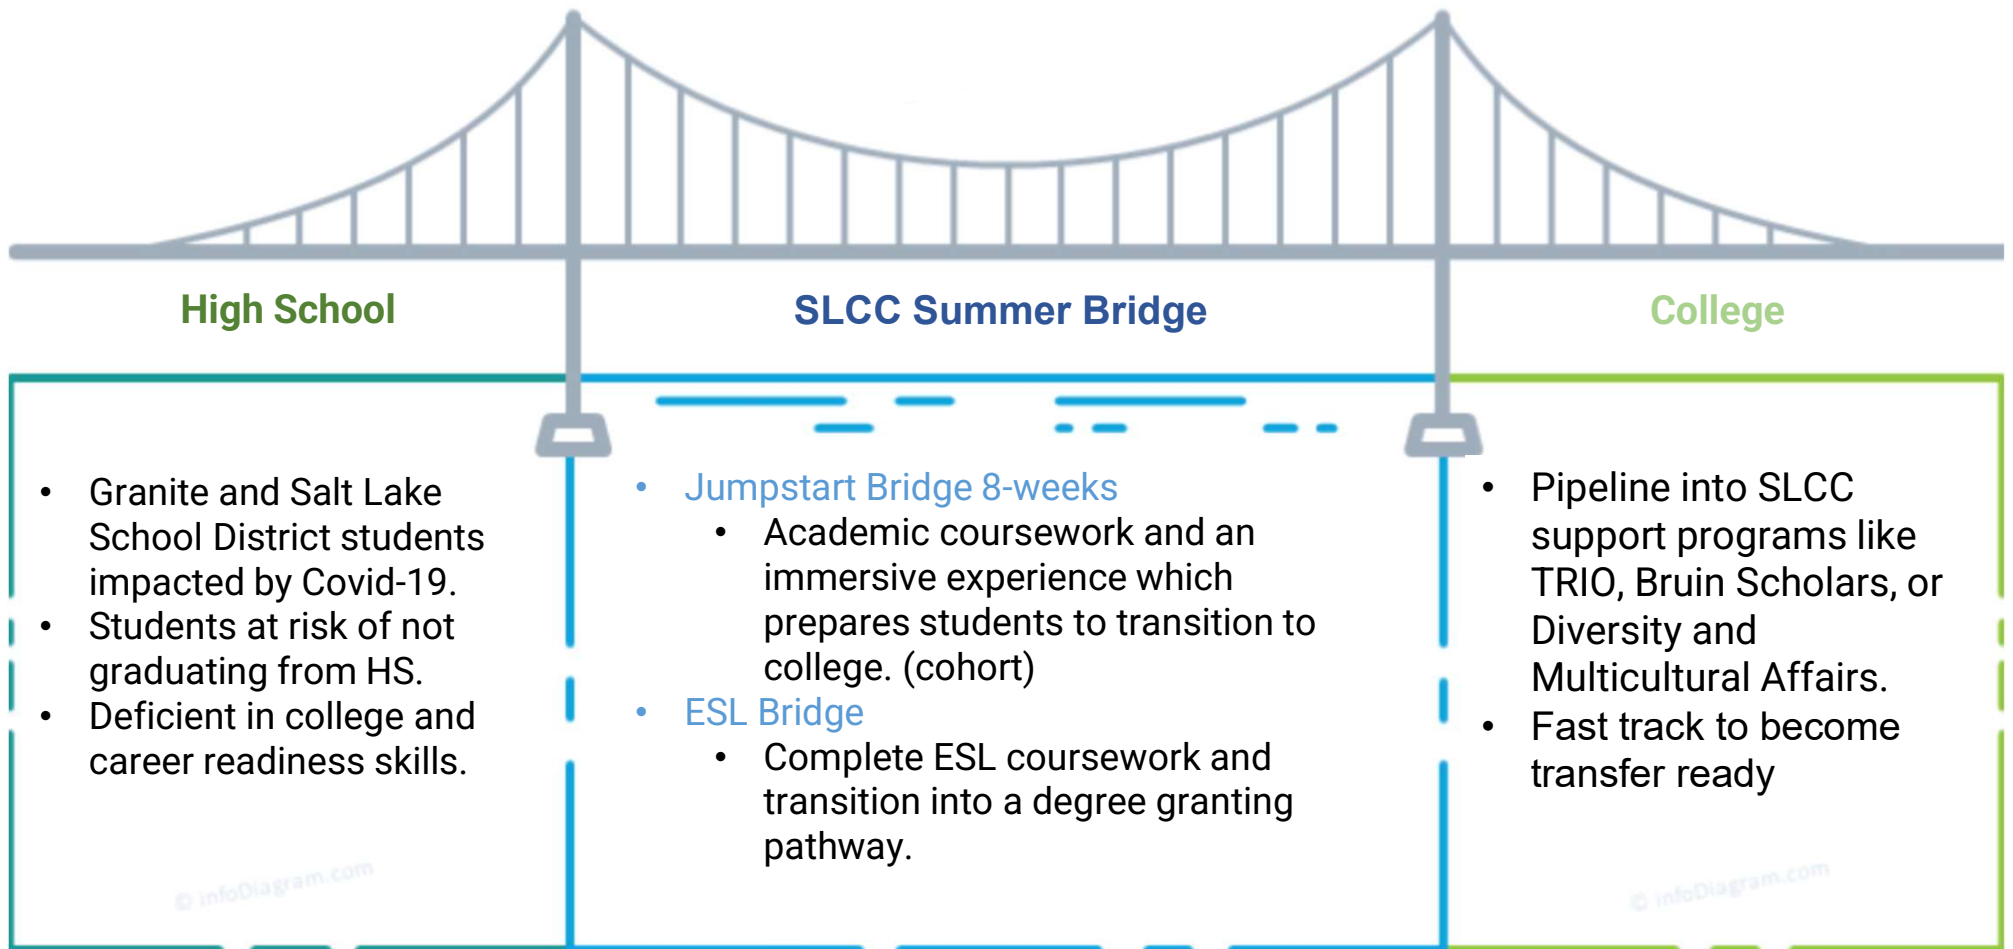 High School
SLCC Summer Bridge
College
• Granite and Salt Lake
School District students
impacted by Covid-19.
• Students at risk of not
graduating from HS.
• Deficient in college and
career readiness skills.
• Jumpstart Bridge 8-weeks
• Academic coursework and an
immersive experience which
prepares students to transition to
college. (cohort)
• ESL Bridge
• Complete ESL coursework and
transition into a degree granting
pathway.
• Pipeline into SLCC
support programs like
TRIO, Bruin Scholars, or
Diversity and
Multicultural Affairs.
• Fast track to become
transfer ready
© infoDiagram.com
© infoDiagram.com